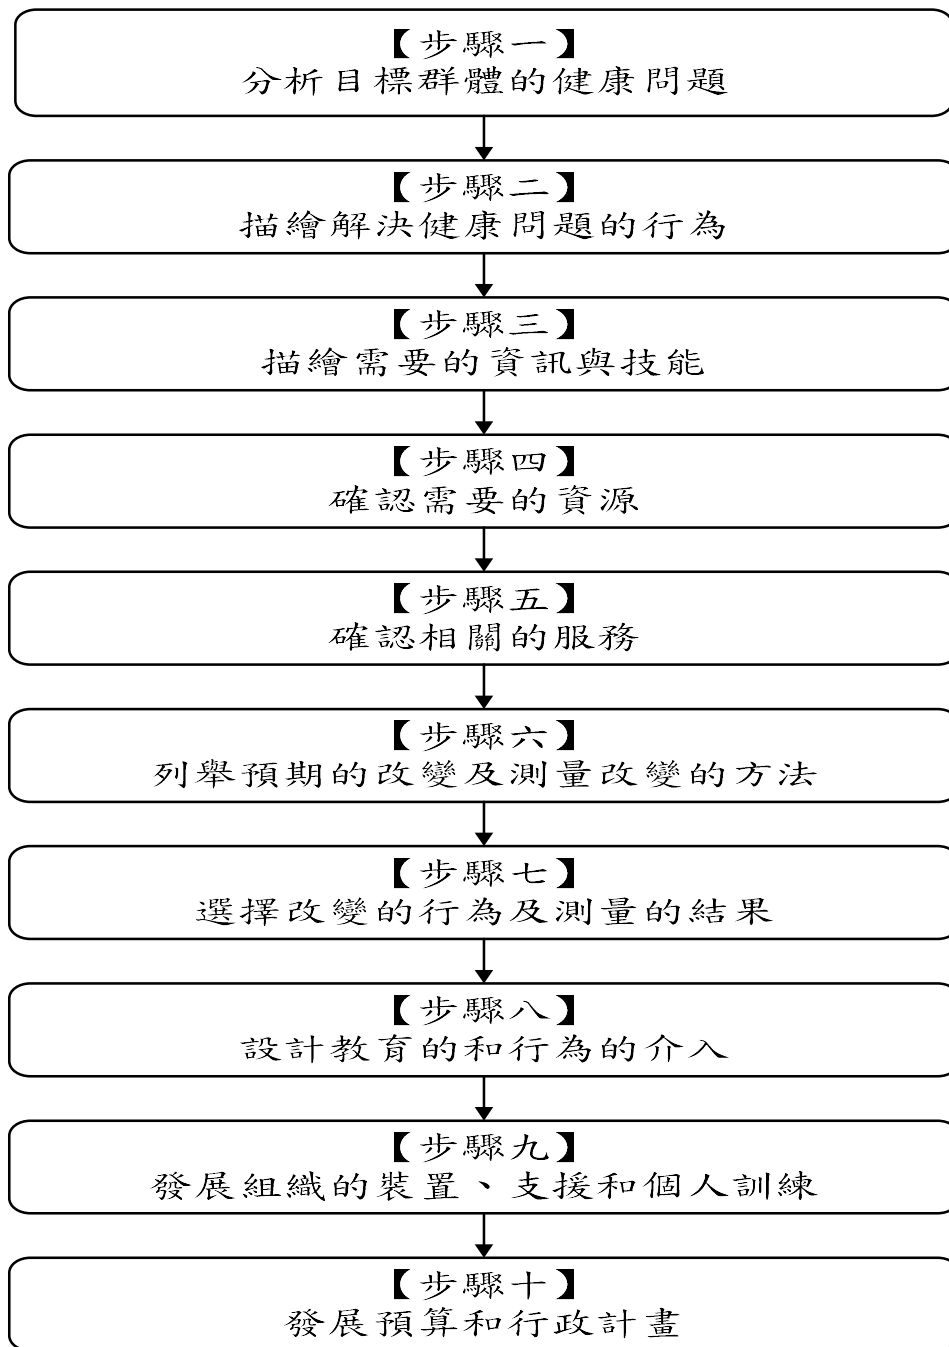 【步驟一】
分析目標群體的健康問題
【步驟二】
描繪解決健康問題的行為
【步驟三】
描繪需要的資訊與技能
【步驟四】
確認需要的資源
【步驟五】
確認相關的服務
【步驟六】
列舉預期的改變及測量改變的方法
【步驟七】
選擇改變的行為及測量的結果
【步驟八】
設計教育的和行為的介入
【步驟九】
發展組織的裝置、支援和個人訓練
【步驟十】
發展預算和行政計畫